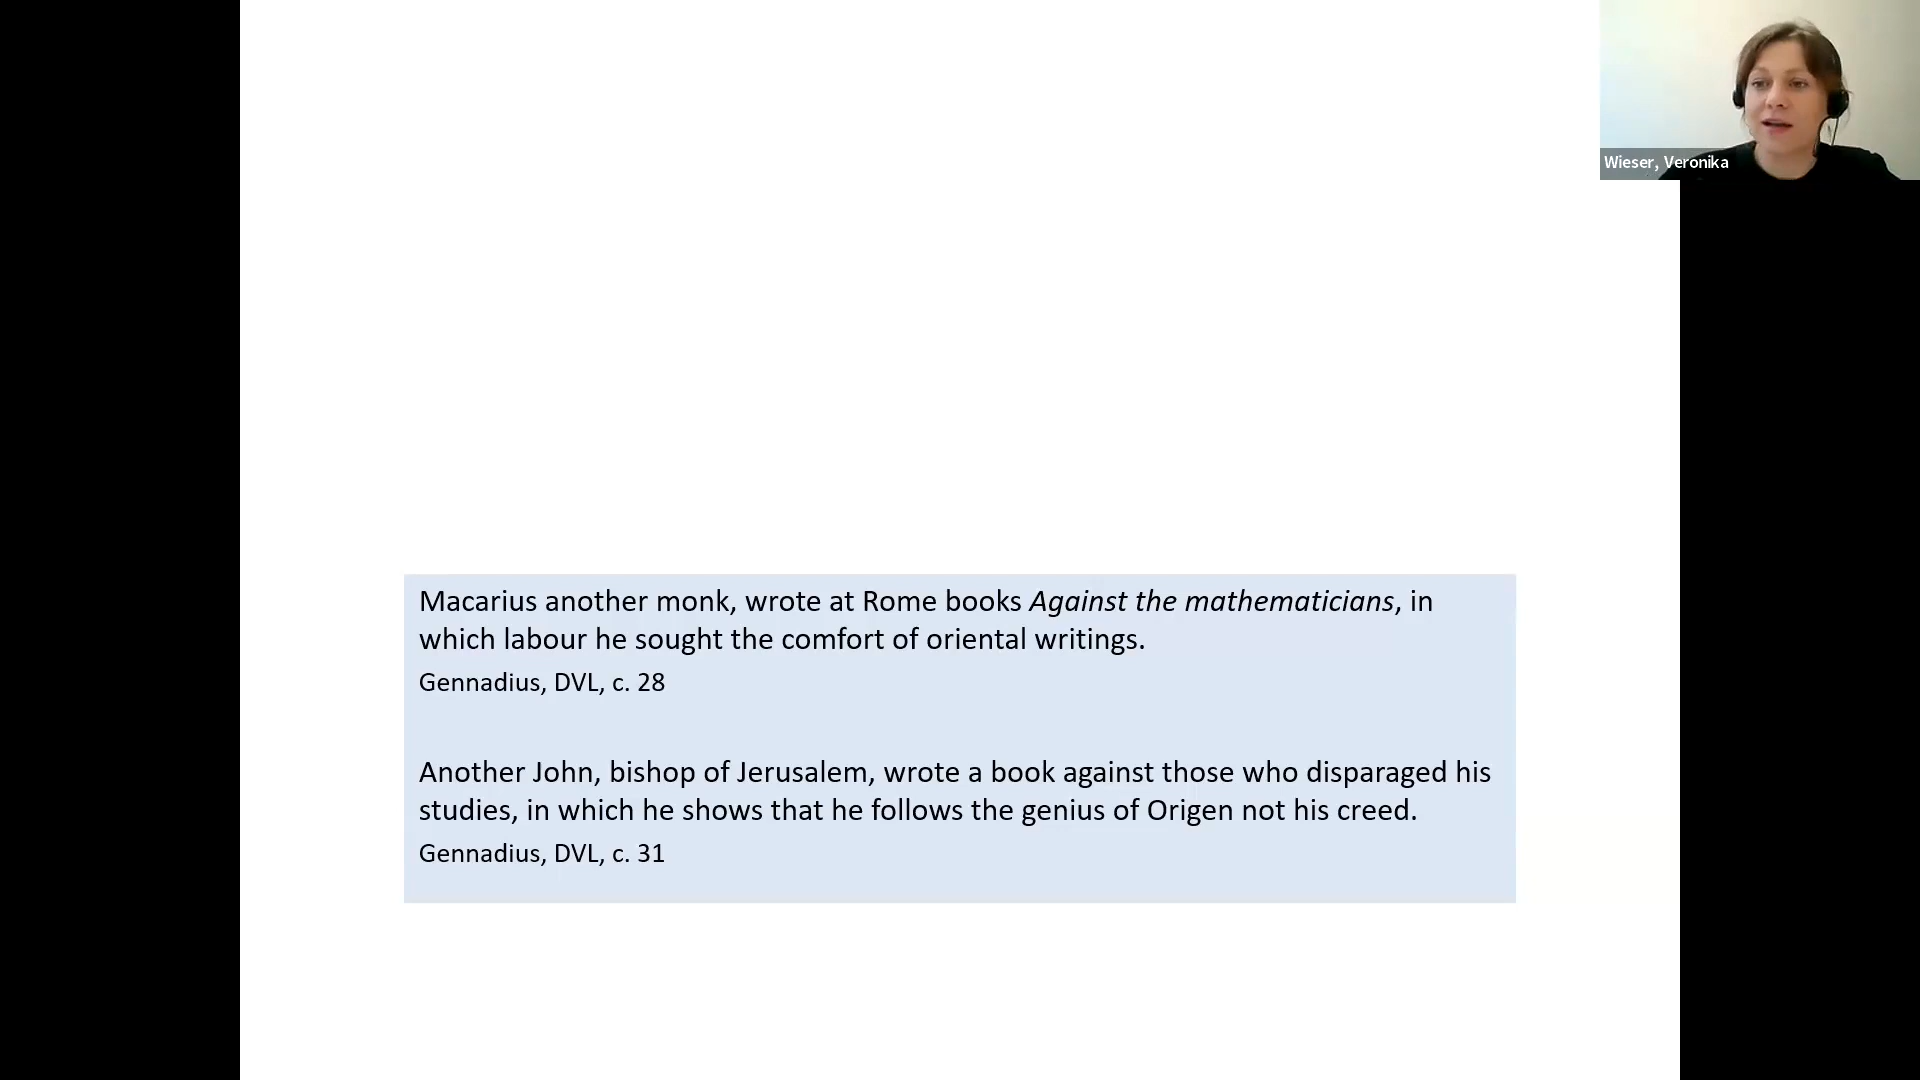 Wieser, Veronika
Macarius another monk, wrote at Rome books Against the mathematicians, in
which labour he sought the comfort of oriental writings.
Gennadius, DVL, c. 28
Another John, bishop of Jerusalem, wrote a book against those who disparaged his
studies, in which he shows that he follows the genius of Origen not his creed.
Gennadius, DVL, c. 31